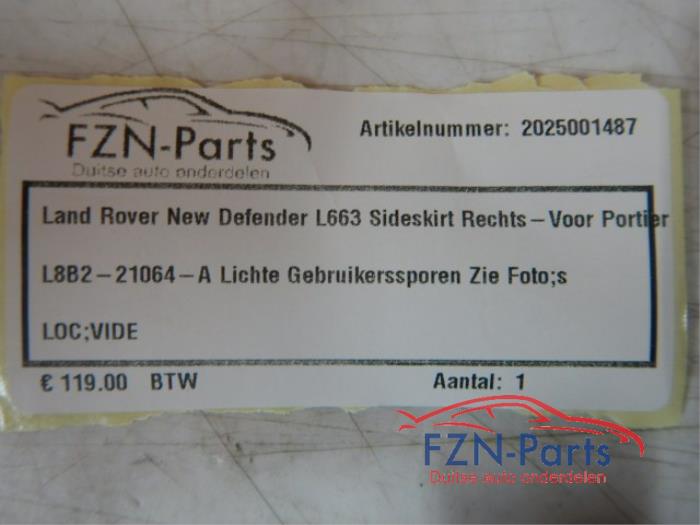 FZN-Parts
Duitse auto onderdelen
Artikelnummer: 2025001487
Land Rover New Defender L663 Sideskirt Rechts-Voor Portier
L8B2-21064-A Lichte Gebruikerssporen Zie Foto;s
LOC;VIDE
€ 119.00 BTW
Aantal: 1
FZN-Parts
Duitse auto onderdelen